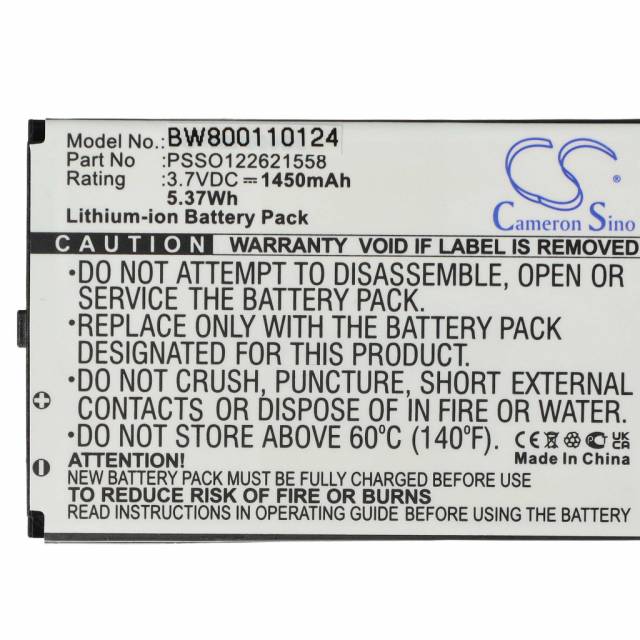 Model No.:BW800110124
Part No :PSSO122621558
Rating :3.7VDC⎓1450mAh
5.37Wh
Lithium-ion Battery Pack
CS
Cameron Sino
CAUTION WARRANTY VOID IF LABEL IS REMOVED
·DO NOT ATTEMPT TO DISASSEMBLE, OPEN OR
SERVICE THE BATTERY PACK.
·REPLACE ONLY WITH THE BATTERY PACK
DESIGNATED FOR THIS PRODUCT.
·DO NOT CRUSH, PUNCTURE, SHORT EXTERNAL
CONTACTS OR DISPOSE OF IN FIRE OR WATER.
·DO NOT STORE ABOVE 60°C (140°F).
CE UK CA
Made In China
ATTENTION!
NEW BATTERY PACK MUST BE FULLY CHARGED BEFORE USE
TO REDUCE RISK OF FIRE OR BURNS
READ INSTRUCTIONS IN OPERATING GUIDE BEFORE USING THE BATTERY